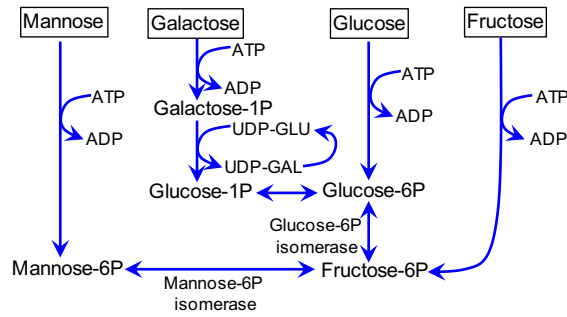 Mannose
Galactose
Glucose
Fructose
ATP
ADP
ATP
ADP
ATP
ADP
ATP
ADP
Galactose-1P
UDP-GLU
UDP-GAL
Glucose-1P
Glucose-6P
Glucose-6P
isomerase
Mannose-6P
Fructose-6P
Mannose-6P
isomerase